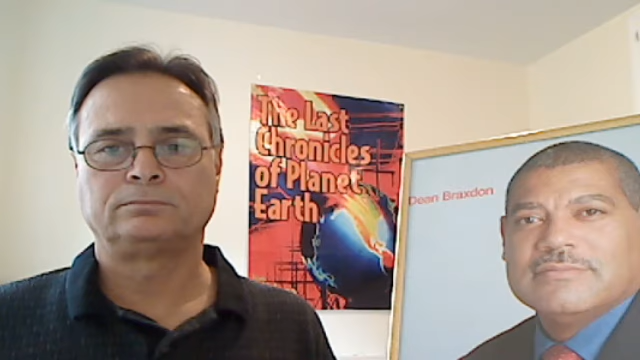 The Last
Chronicles
of Planet
Earth
Dean Braxdon